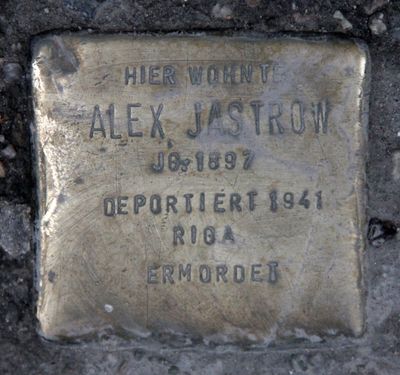 HIER WOHNTE
ALEX JASTROW
JG. 1897
DEPORTIERT 1941
RIGA
ERMORDET